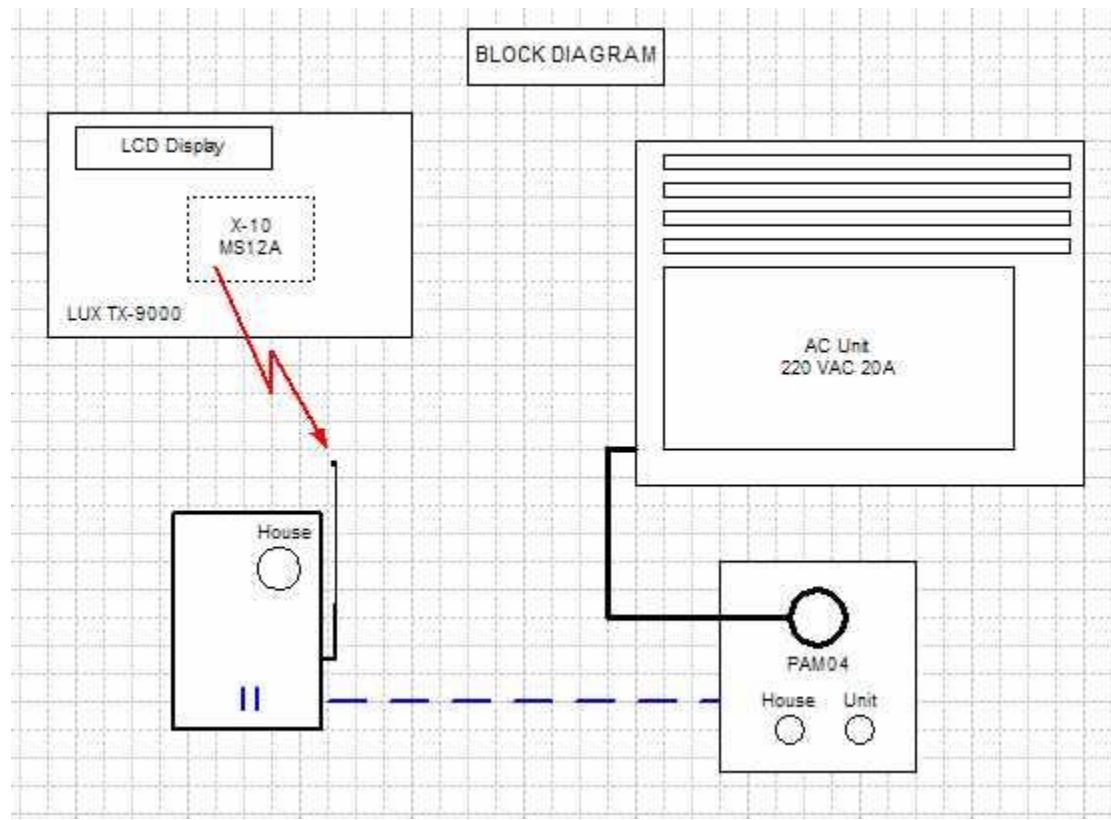 BLOCK DIAGRAM
LCD Display
X-10
MS12A
LUX TX-9000
AC Unit
220 VAC 20A
House
PAM04
House Unit